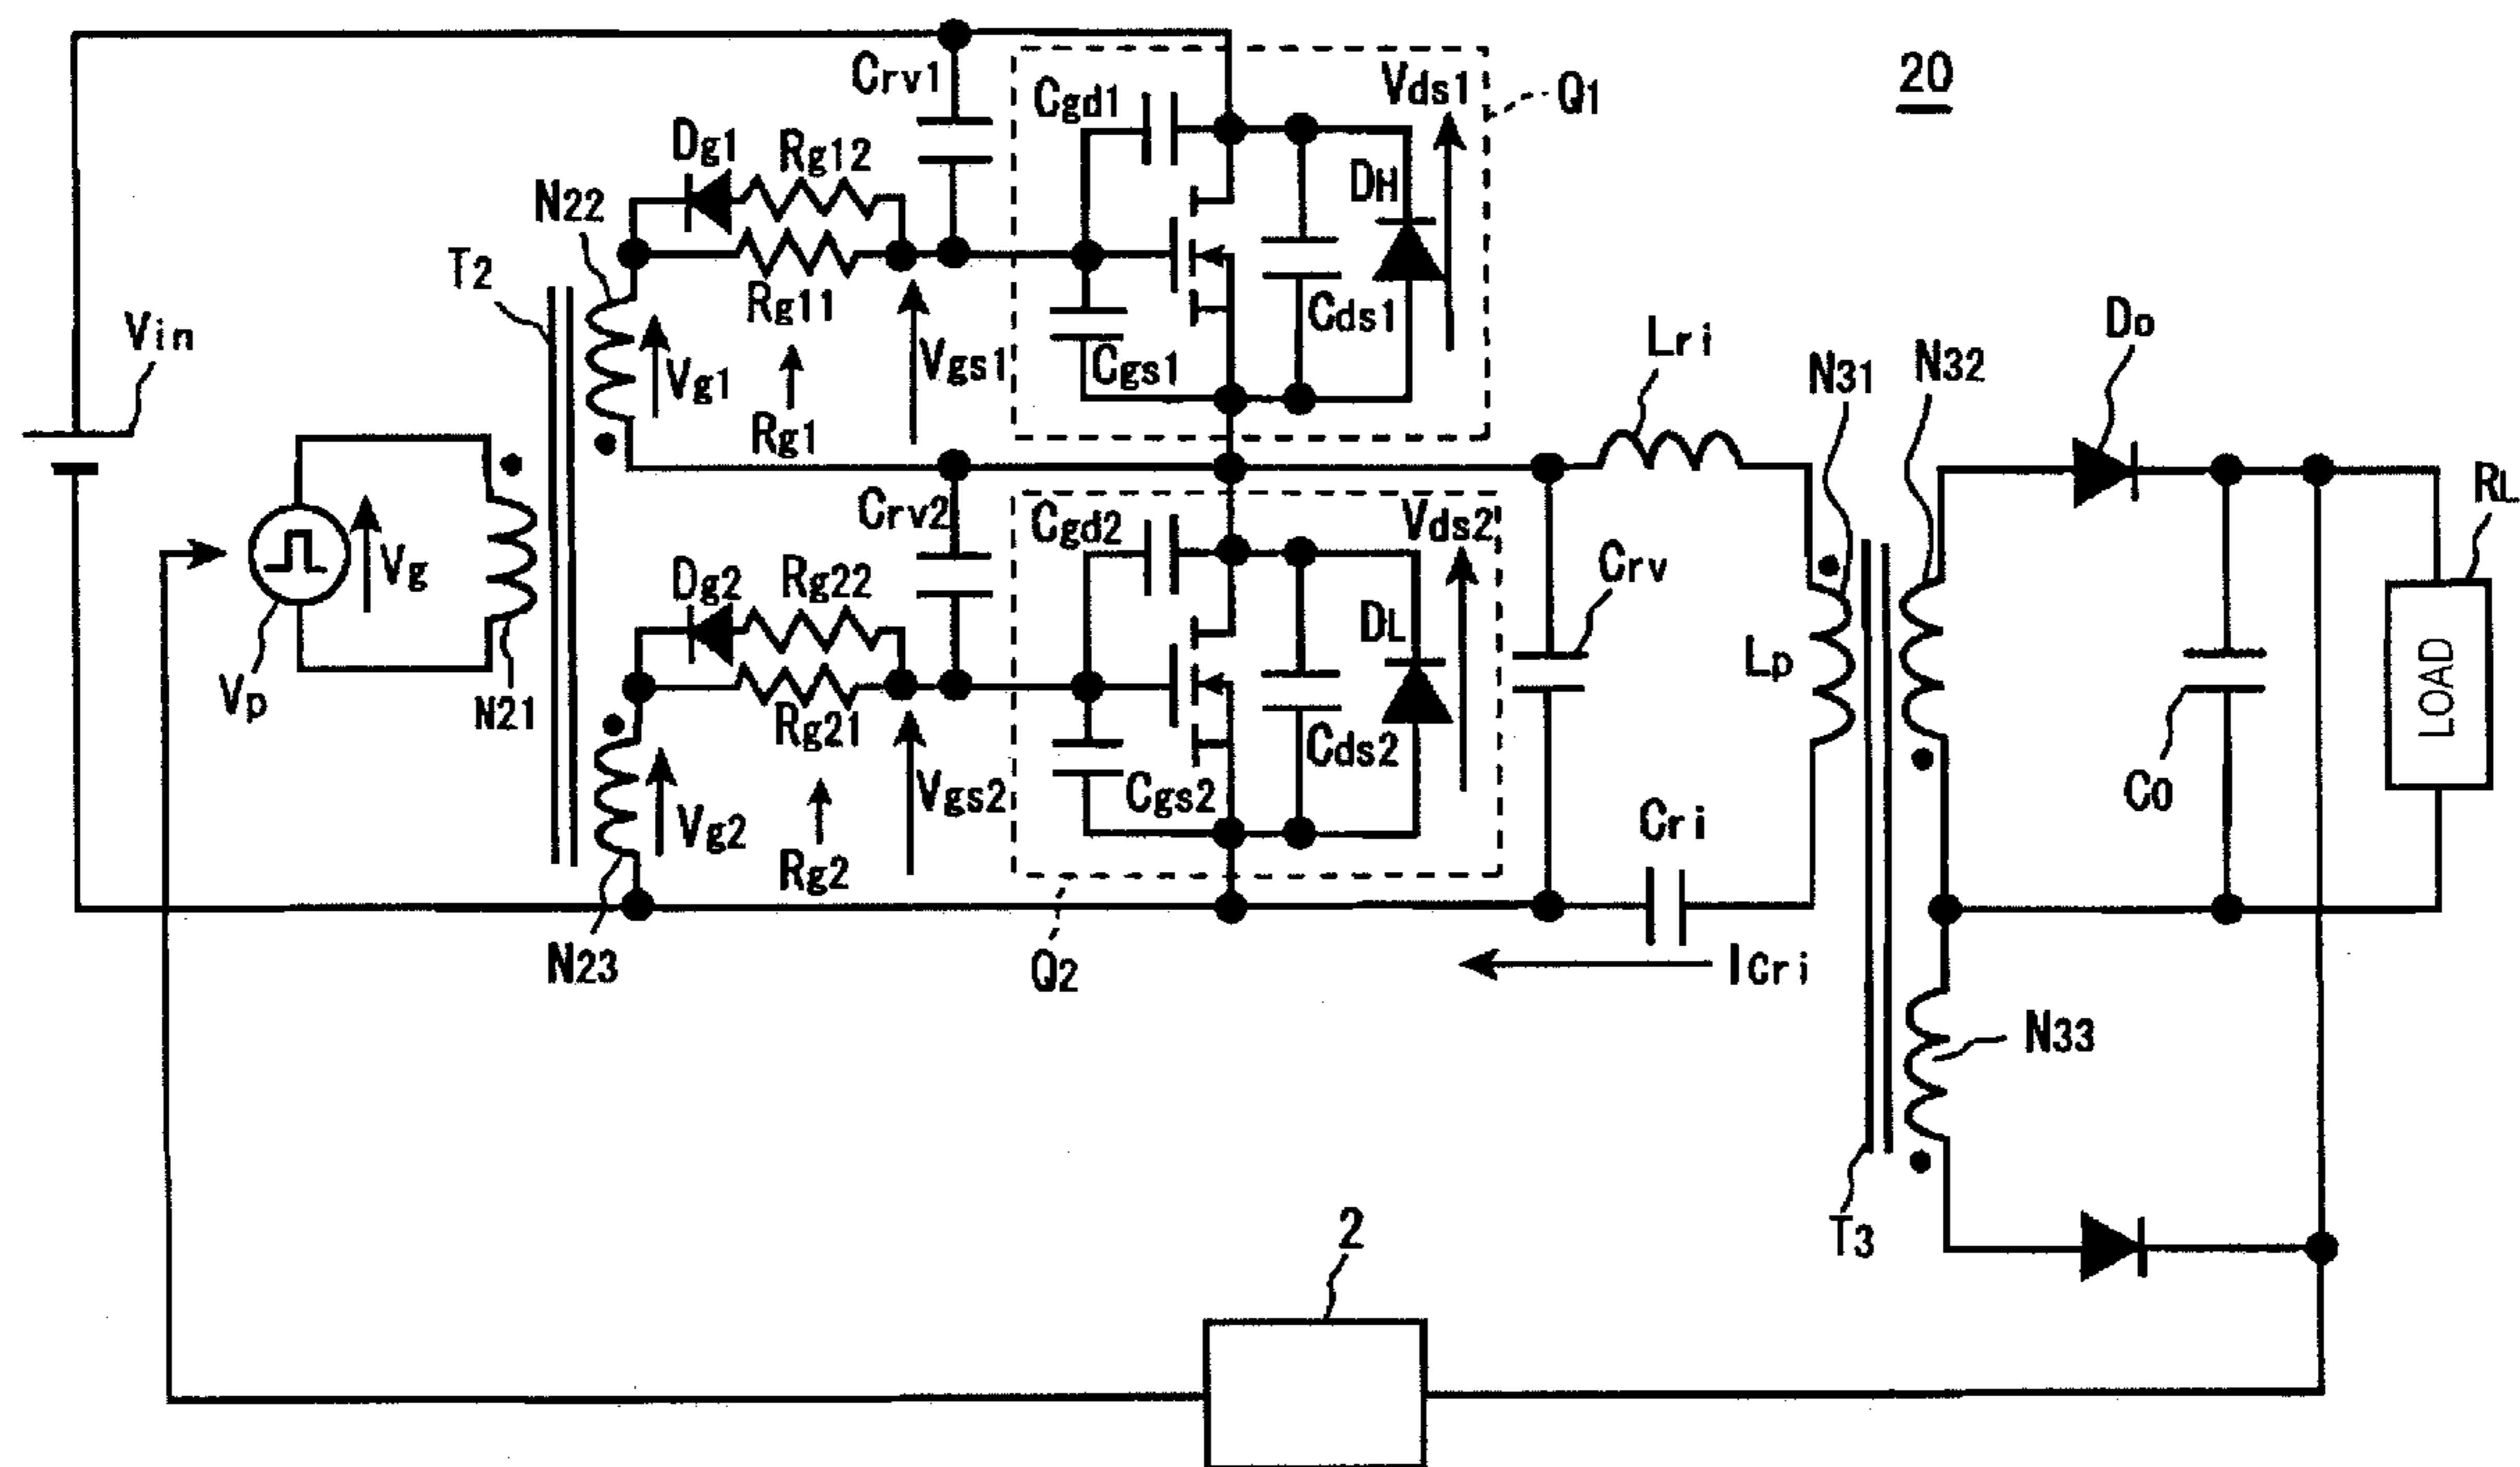 20
Crv1
Cgd1
Vds1
Q1
Dg1
Rg12
N22
DH
T2
Rg11
Cds1
Vin
Vg1
Vgs1
Cgs1
Lri
N31
N32
Do
Rg1
Crv2
Cgd2
Vds2
RL
Vg
Dg2
Rg22
DL
Crv
Lp
LOAD
Vp
N21
Rg21
Cds2
Vg2
Vgs2
Cgs2
Cri
Co
Rg2
N23
Q2
Icri
N33
2
T3